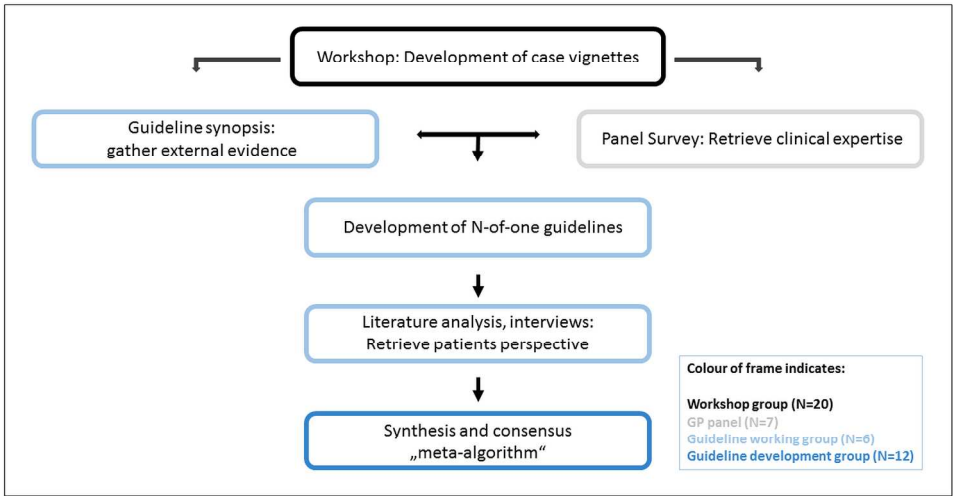 Workshop: Development of case vignettes
Guideline synopsis:
gather external evidence
Panel Survey: Retrieve clinical expertise
Development of N-of-one guidelines
Literature analysis, interviews:
Retrieve patients perspective
Synthesis and consensus
„meta-algorithm“
Colour of frame indicates:
Workshop group (N=20)
GP panel (N=7)
Guideline working group (N=6)
Guideline development group (N=12)